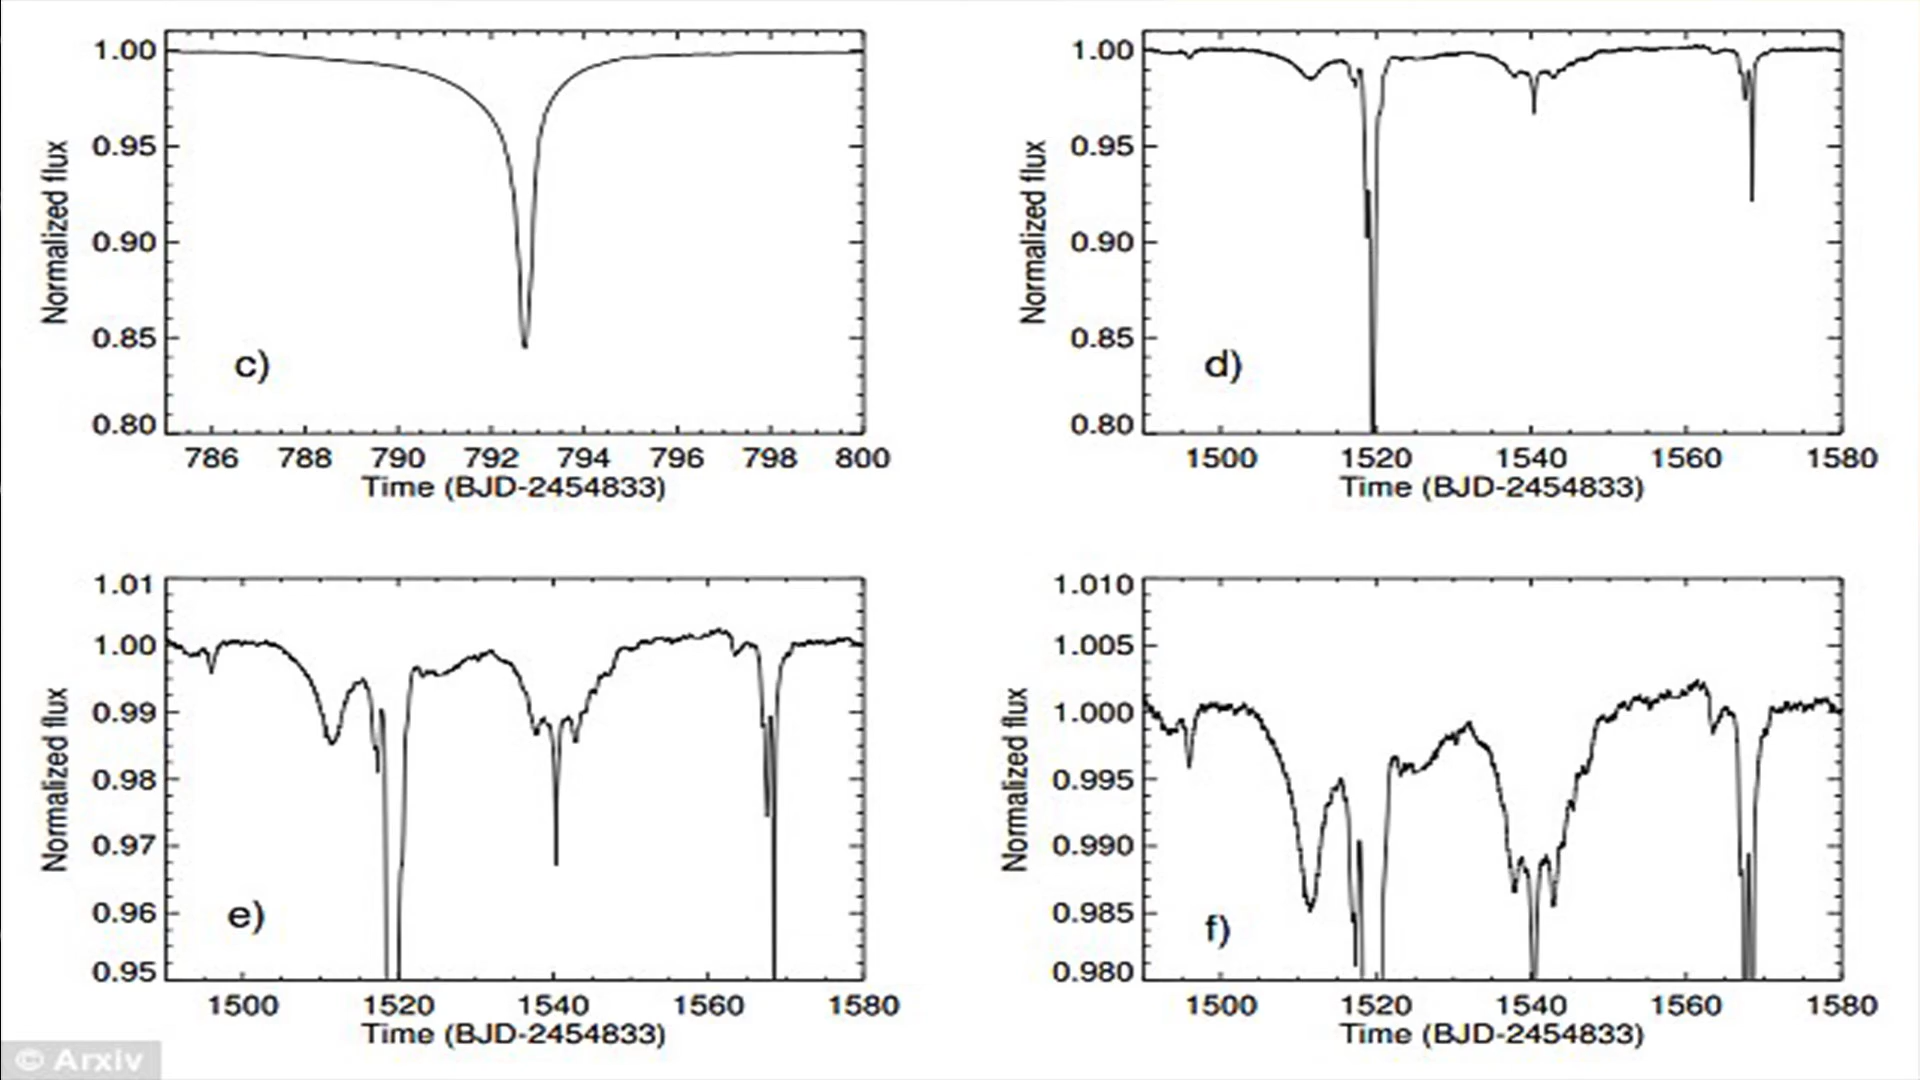 1.00
0.95
0.90
0.85
0.80
Normalized flux
c)
786 788 790 792 794 796 798 800
Time (BJD-2454833)
1.00
0.95
0.90
0.85
0.80
Normalized flux
d)
1500 1520 1540 1560 1580
Time (BJD-2454833)
1.01
1.00
0.99
0.98
0.97
0.96
0.95
Normalized flux
e)
1500 1520 1540 1560 1580
Time (BJD-2454833)
1.010
1.005
1.000
0.995
0.990
0.985
0.980
Normalized flux
f)
1500 1520 1540 1560 1580
Time (BJD-2454833)
© Arxiv